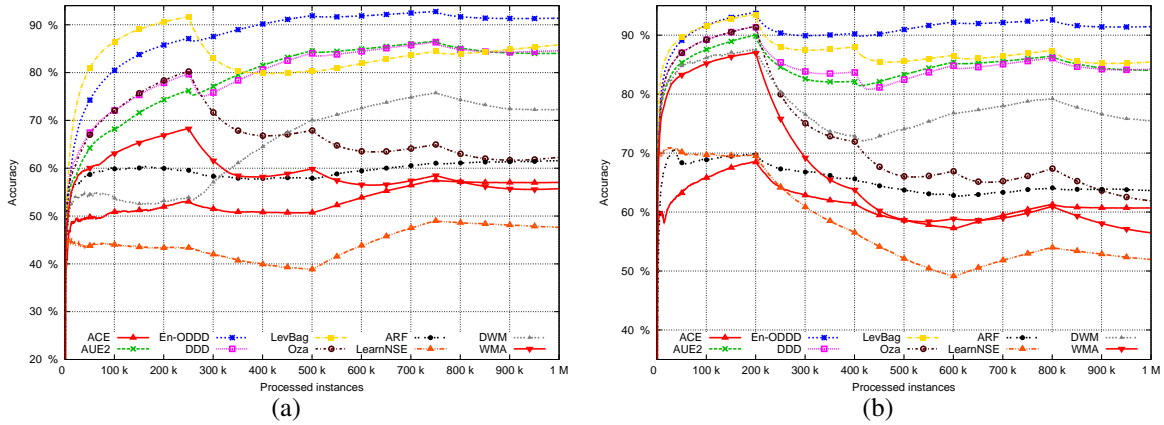 90 %
80 %
70 %
60 %
50 %
40 %
30 %
20 %
Accuracy
ACE En-ODDD LevBag ARF DWM
AUE2 DDD Oza LearnNSE WMA
100 k 200 k 300 k 400 k 500 k 600 k 700 k 800 k 900 k 1 M
Processed instances
(a)
90 %
80 %
70 %
60 %
50 %
40 %
Accuracy
ACE En-ODDD LevBag ARF DWM
AUE2 DDD Oza LearnNSE WMA
100 k 200 k 300 k 400 k 500 k 600 k 700 k 800 k 900 k 1 M
Processed instances
(b)